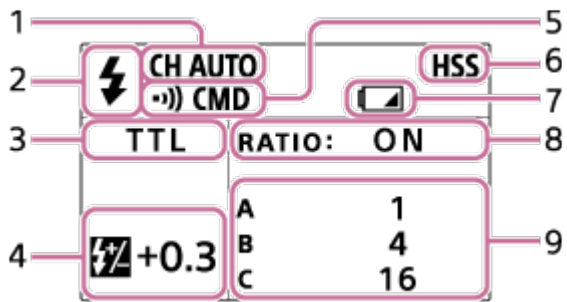 1
5
2
CH AUTO
HSS
6
•)) CMD
7
3
TTL
RATIO: ON
8
4
+0.3
A 1
B 4
C 16
9